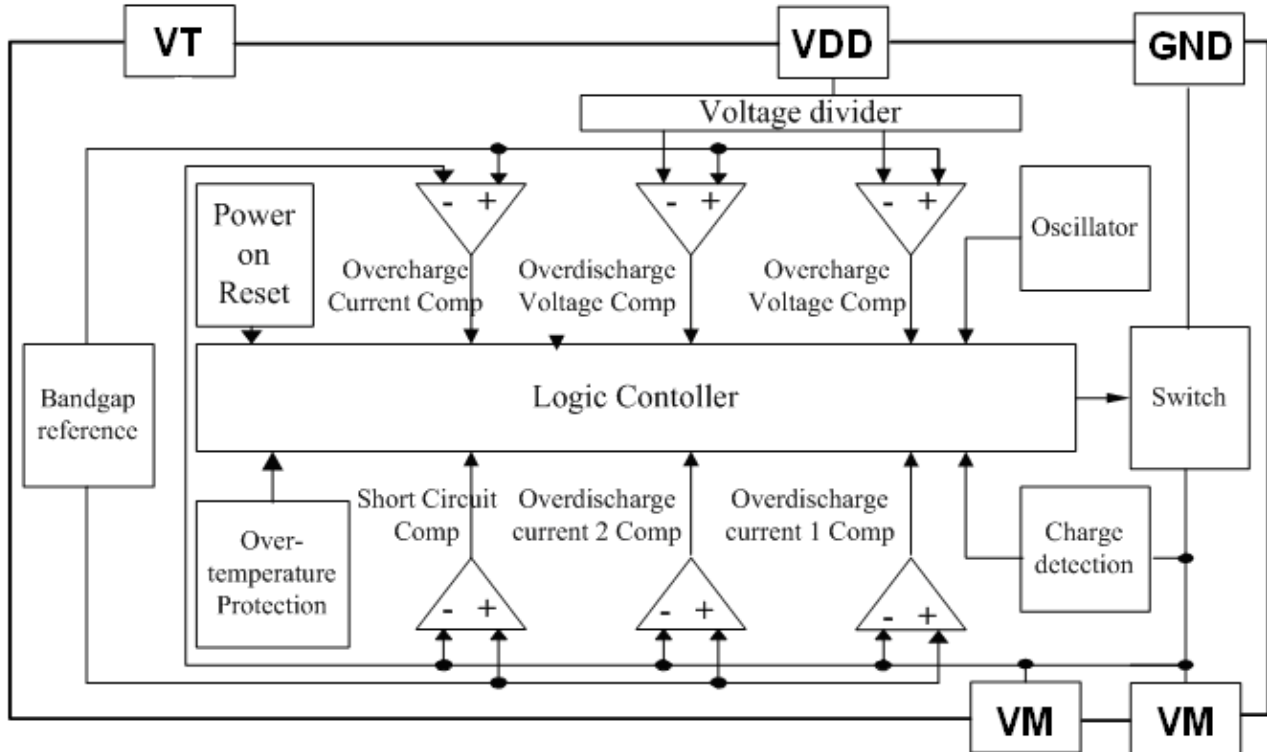 VT
VDD
GND
Voltage divider
- +
- +
- +
Power
on
Reset
Oscillator
Overcharge
Current Comp
Overdischarge
Voltage Comp
Overcharge
Voltage Comp
Bandgap
reference
Logic Contoller
Switch
Short Circuit
Comp
Overdischarge
current 2 Comp
Overdischarge
current 1 Comp
Over-
temperature
Protection
Charge
detection
- +
- +
- +
VM
VM